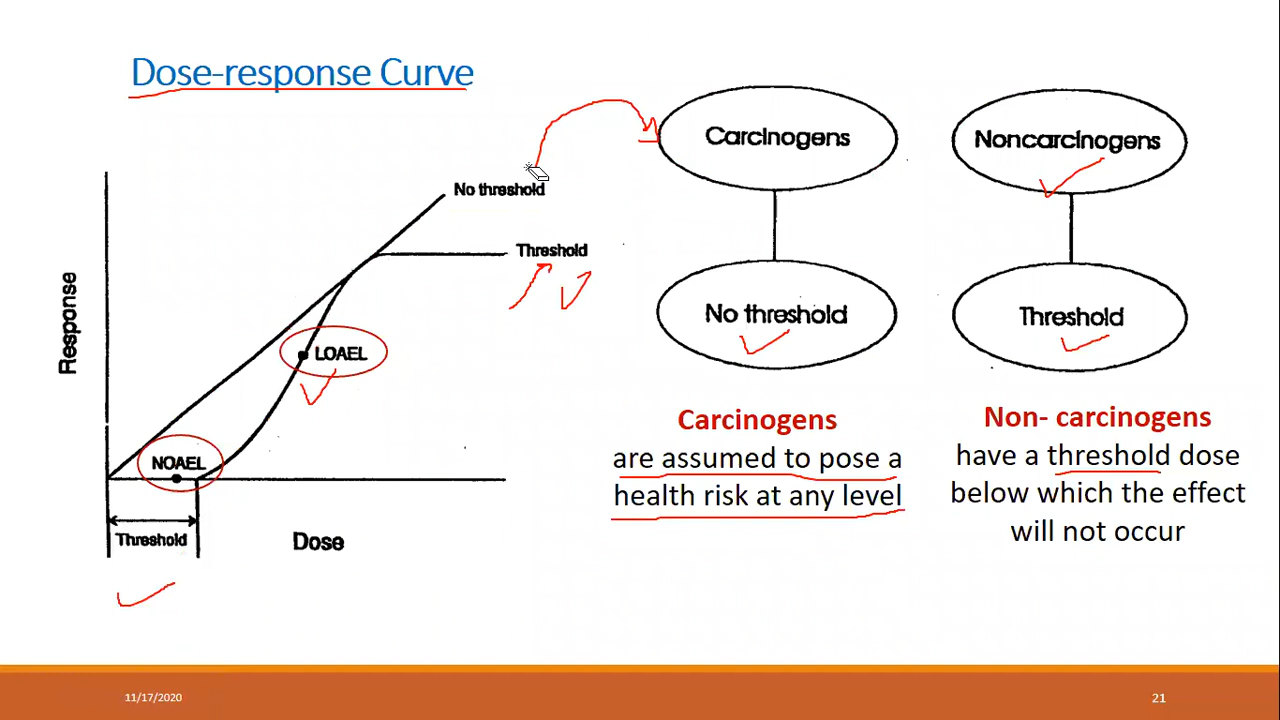 Dose-response Curve
No threshold
Threshold
Response
LOAEL
NOAEL
Threshold
Dose
Carcinogens
Noncarcinogens
No threshold
Threshold
Carcinogens
are assumed to pose a
health risk at any level
Non- carcinogens
have a threshold dose
below which the effect
will not occur
11/17/2020
21